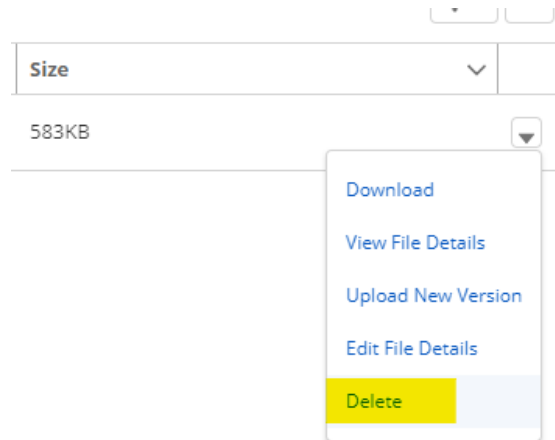 Size
583KB
Download
View File Details
Upload New Version
Edit File Details
Delete